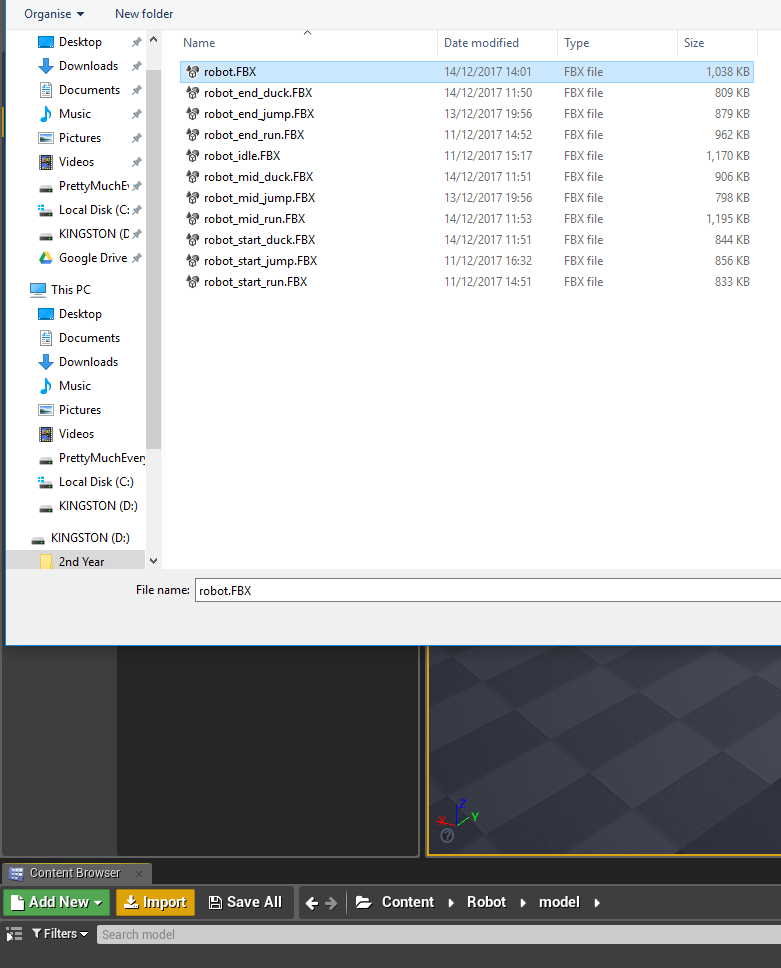 Organise New folder
Name Date modified Type Size
Desktop
Downloads
Documents
Music
Pictures
Videos
PrettyMuchEv
Local Disk (C:
KINGSTON (D
Google Drive
This PC
Desktop
Documents
Downloads
Music
Pictures
Videos
PrettyMuchEvery
Local Disk (C:)
KINGSTON (D:)
KINGSTON (D:)
2nd Year
robot.FBX 14/12/2017 14:01 FBX file 1,038 KB
robot_end_duck.FBX 14/12/2017 11:50 FBX file 809 KB
robot_end_jump.FBX 13/12/2017 19:56 FBX file 879 KB
robot_end_run.FBX 11/12/2017 14:52 FBX file 962 KB
robot_idle.FBX 11/12/2017 15:17 FBX file 1,170 KB
robot_mid_duck.FBX 14/12/2017 11:51 FBX file 906 KB
robot_mid_jump.FBX 13/12/2017 19:56 FBX file 798 KB
robot_mid_run.FBX 14/12/2017 11:53 FBX file 1,195 KB
robot_start_duck.FBX 14/12/2017 11:51 FBX file 844 KB
robot_start_jump.FBX 11/12/2017 16:32 FBX file 856 KB
robot_start_run.FBX 11/12/2017 14:51 FBX file 833 KB
File name: robot.FBX
Z
X Y
?
Content Browser ×
Add New Import Save All Content Robot model
Filters Search model